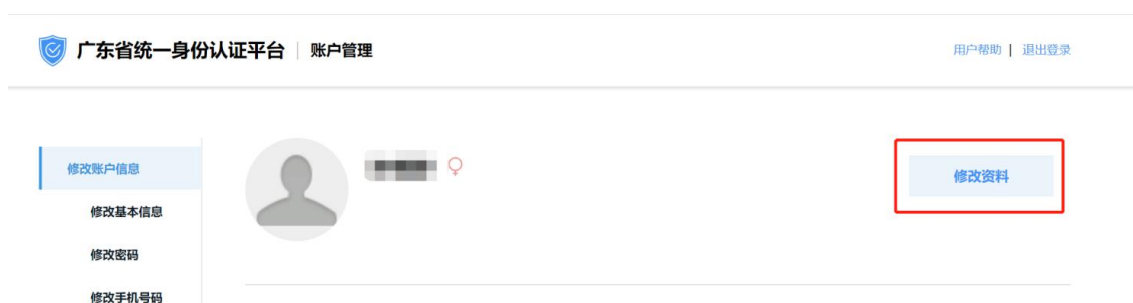 广东省统一身份认证平台 | 账户管理
用户帮助 | 退出登录
修改账户信息
修改资料
修改基本信息
修改密码
修改手机号码